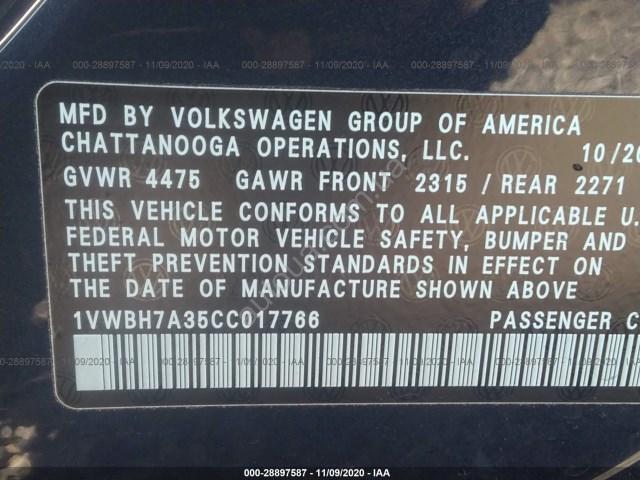 MFD BY VOLKSWAGEN GROUP OF AMERICA
CHATTANOOGA OPERATIONS, LLC. 10/20
GVWR 4475 GAWR FRONT 2315 / REAR 2271
THIS VEHICLE CONFORMS TO ALL APPLICABLE U.
FEDERAL MOTOR VEHICLE SAFETY, BUMPER AND
THEFT PREVENTION STANDARDS IN EFFECT ON
THE DATE OF MANUFACTURE SHOWN ABOVE
1VWBH7A35CC017766 PASSENGER C
000-28897587 - 11/09/2020 - IAA